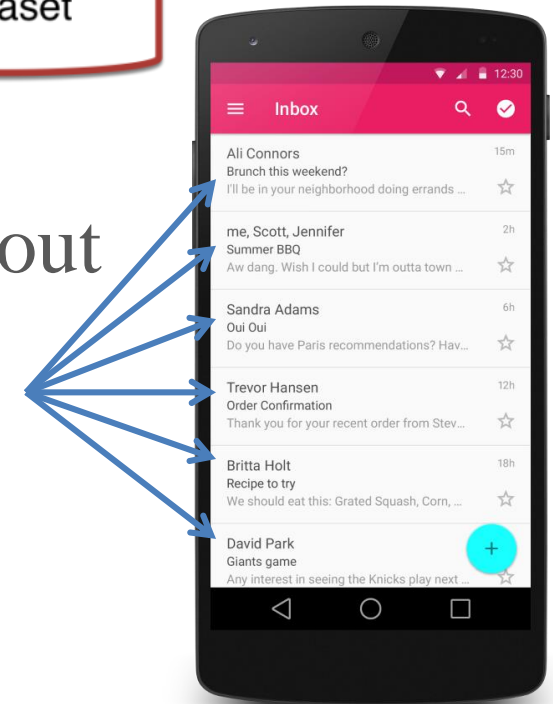 aset
12:30
Inbox
Ali Connors 15m
Brunch this weekend?
I'll be in your neighborhood doing errands ...
out
me, Scott, Jennifer 2h
Summer BBQ
Aw dang. Wish I could but I'm outta town ...
Sandra Adams 6h
Oui Oui
Do you have Paris recommendations? Hav...
Trevor Hansen 12h
Order Confirmation
Thank you for your recent order from Stev...
Britta Holt 18h
Recipe to try
We should eat this: Grated Squash, Corn, ...
David Park
Giants game
Any interest in seeing the Knicks play next ...